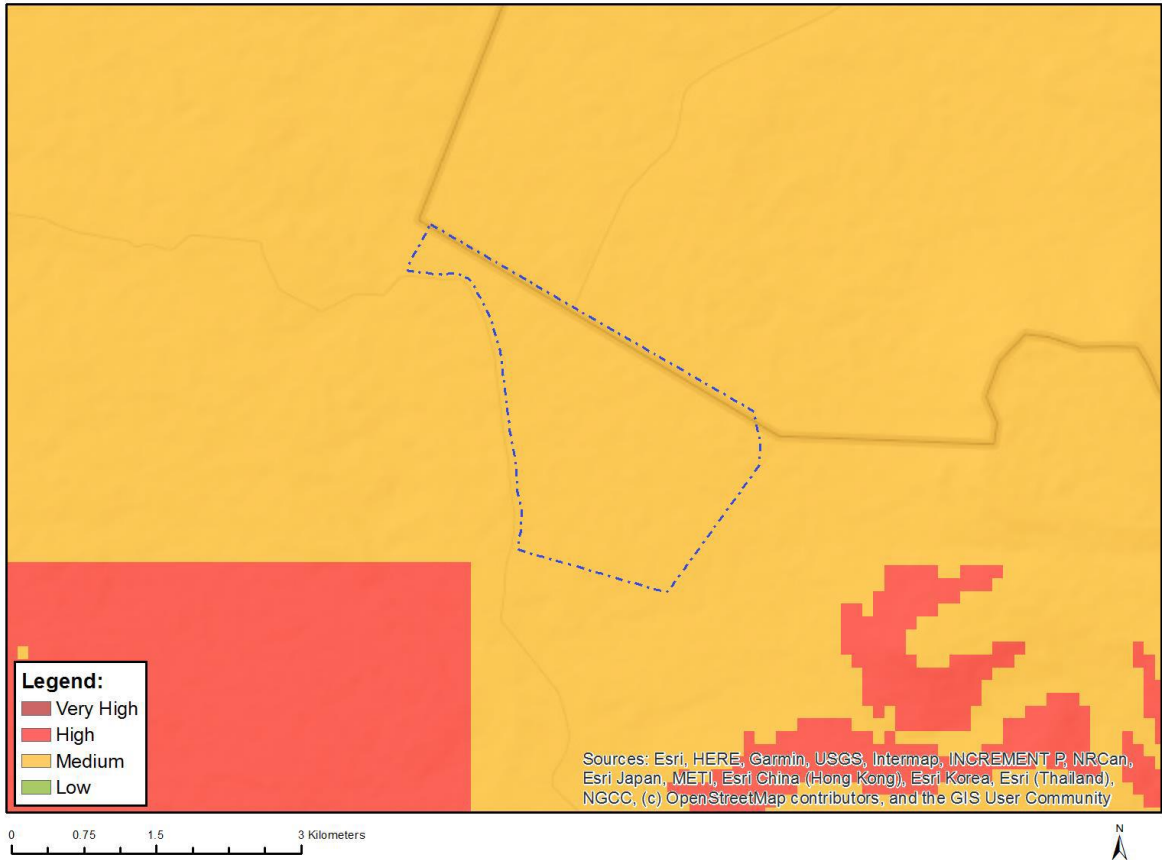 Legend:
Very High
High
Medium
Low
Sources: Esri, HERE, Garmin, USGS, Intermap, INCREMENT P, NRCan,
Esri Japan, METI, Esri China (Hong Kong), Esri Korea, Esri (Thailand),
NGCC, (c) OpenStreetMap contributors, and the GIS User Community
0 0.75 1.5 3 Kilometers
N